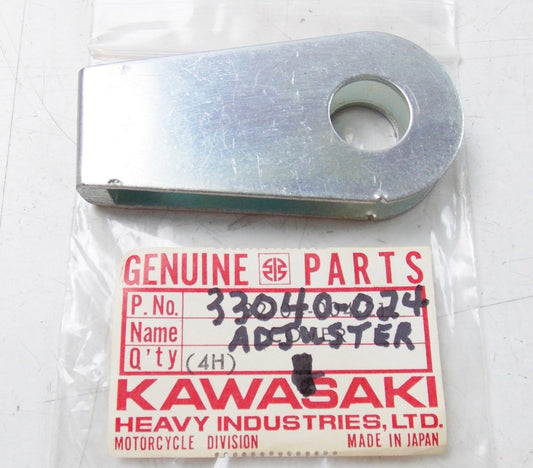 GENUINE PARTS
P. No. 33040-024
Name ADJUSTER
Q'ty (4H)
KAWASAKI
HEAVY INDUSTRIES, LTD.
MOTORCYCLE DIVISION MADE IN JAPAN